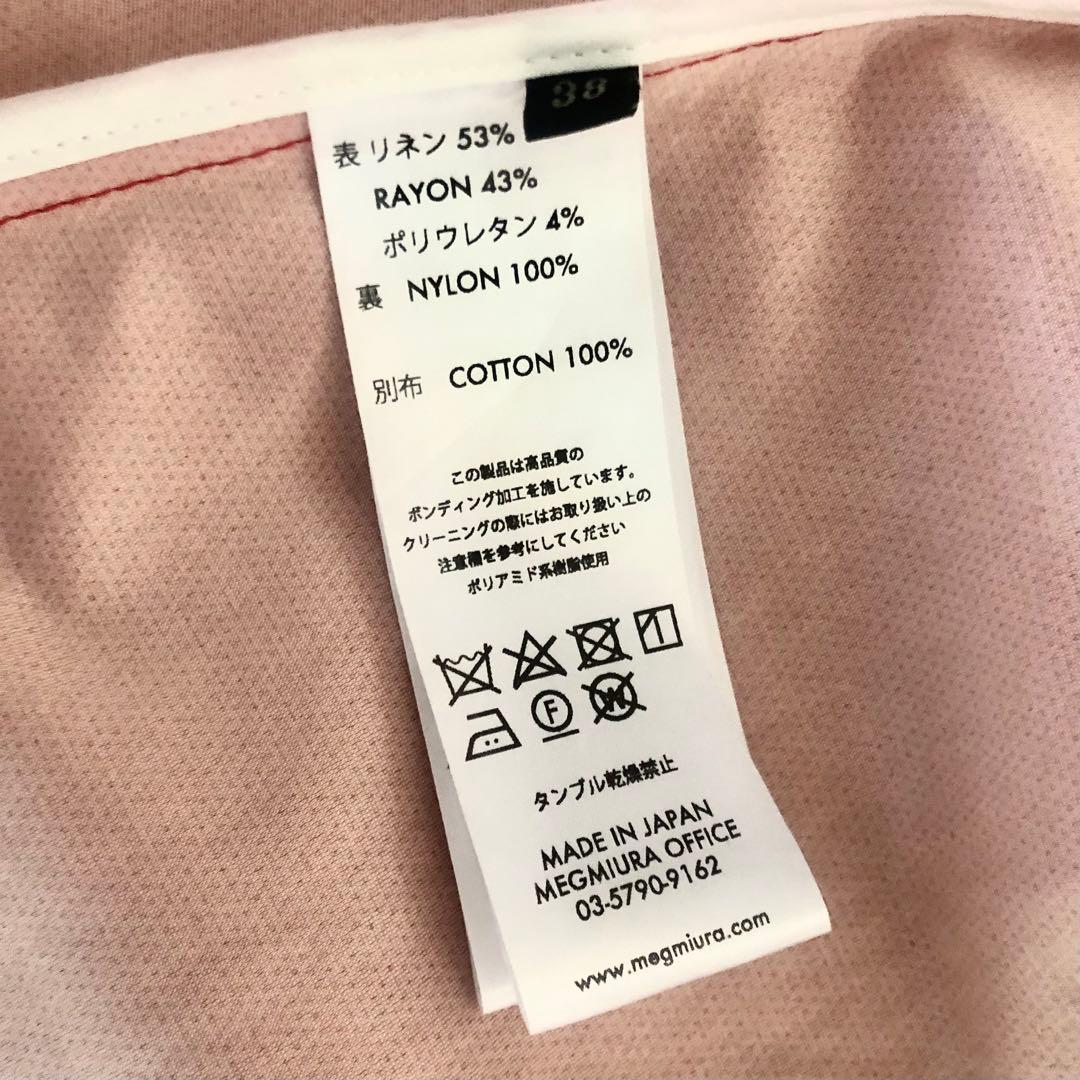 38
表 リネン 53%
RAYON 43%
ポリウレタン 4%
裏 NYLON 100%
別布 COTTON 100%
この製品は高品質の
ボンディング加工を施しています。
クリーニングの際にはお取り扱い上の
注意欄を参考にしてください
ポリアミド系樹脂使用
F
W
タンブル乾燥禁止
MADE IN JAPAN
MEGMIURA OFFICE
03-5790-9162
www.megmiura.com